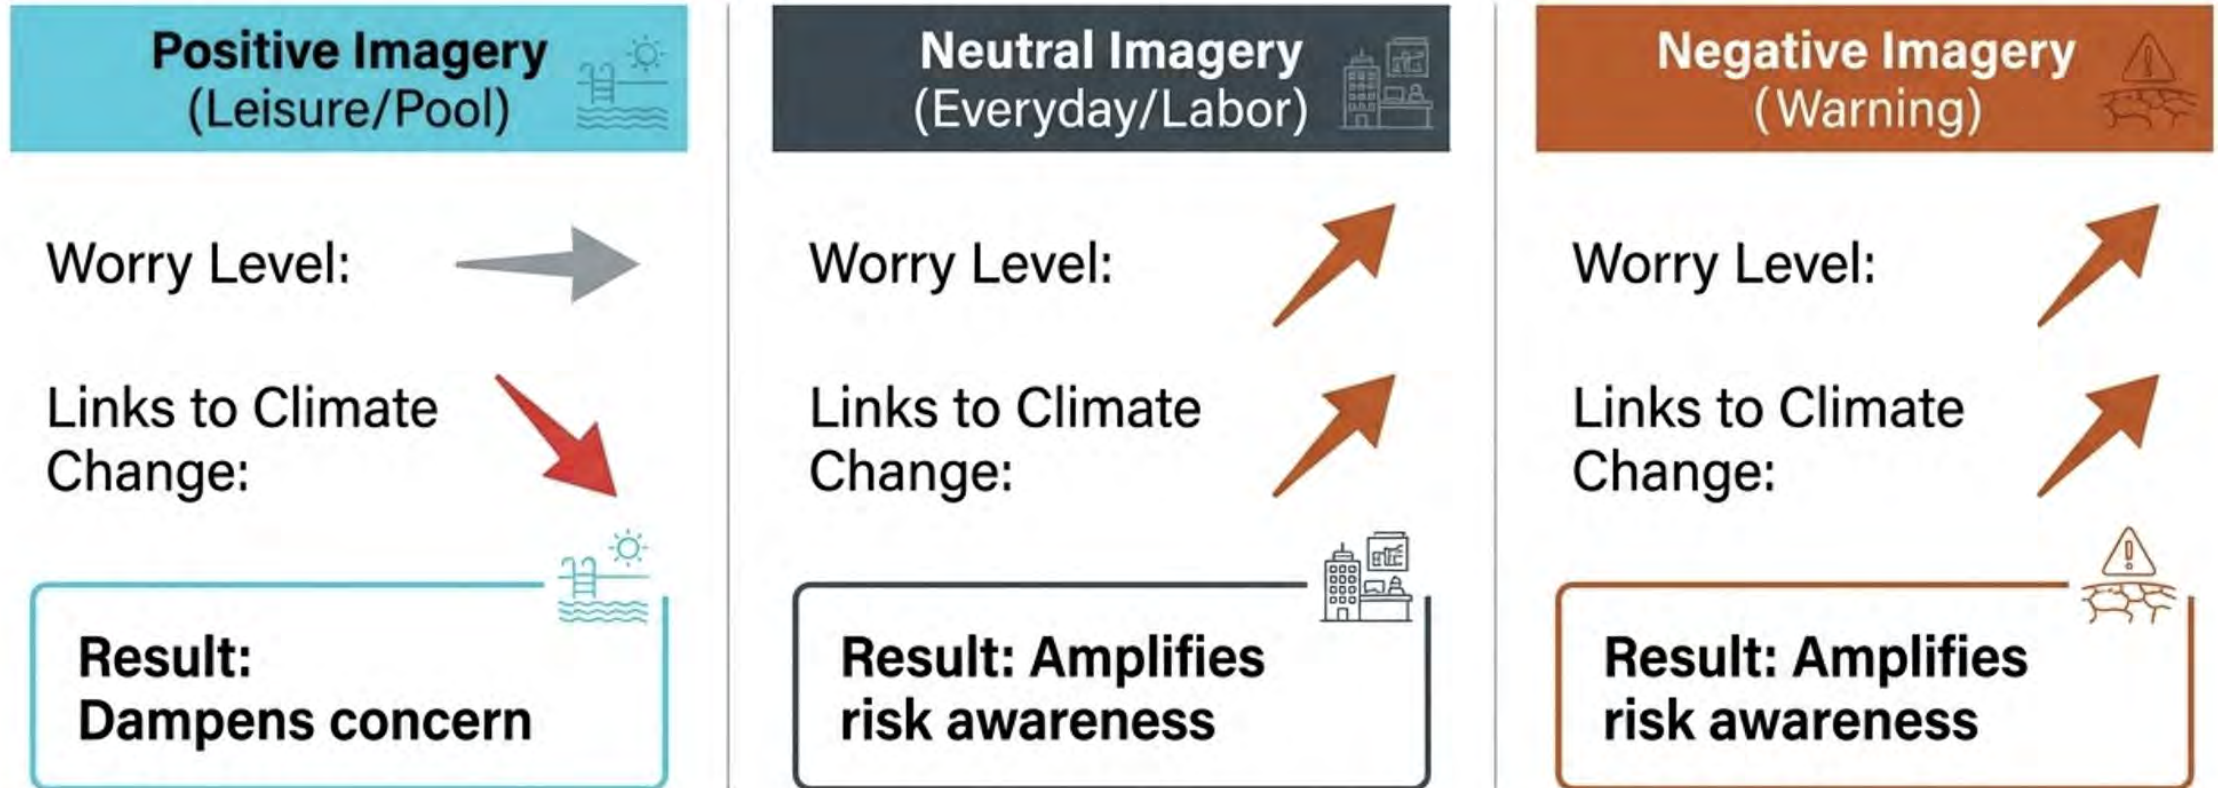 Positive Imagery
(Leisure/Pool)
Worry Level:
Links to Climate
Change:
Result:
Dampens concern
Neutral Imagery
(Everyday/Labor)
Worry Level:
Links to Climate
Change:
Result: Amplifies
risk awareness
Negative Imagery
(Warning)
Worry Level:
Links to Climate
Change:
Result: Amplifies
risk awareness